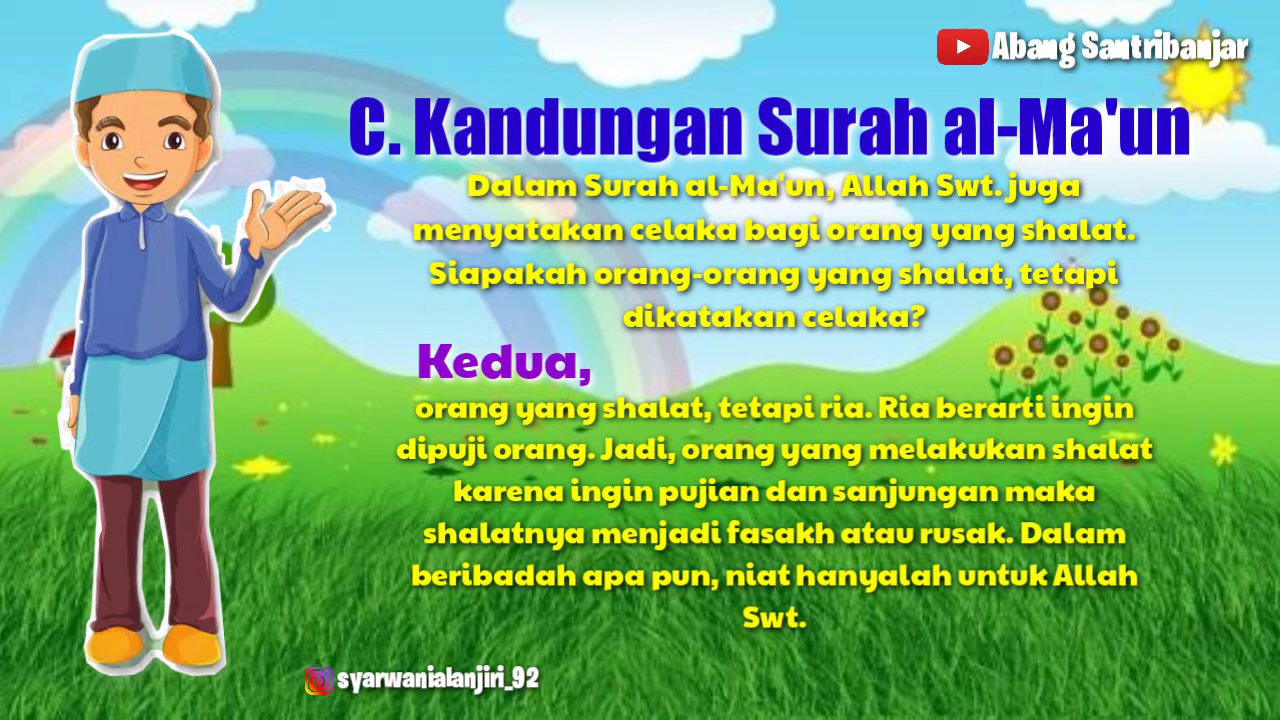 Abang Santribanjar
C. Kandungan Surah al-Ma'un
Dalam Surah al-Ma'un, Allah Swt. juga
menyatakan celaka bagi orang yang shalat.
Siapakah orang-orang yang shalat, tetapi
dikatakan celaka?
Kedua,
orang yang shalat, tetapi ria. Ria berarti ingin
dipuji orang. Jadi, orang yang melakukan shalat
karena ingin pujian dan sanjungan maka
shalatnya menjadi fasakh atau rusak. Dalam
beribadah apa pun, niat hanyalah untuk Allah
Swt.
syarwanialanjiri_92